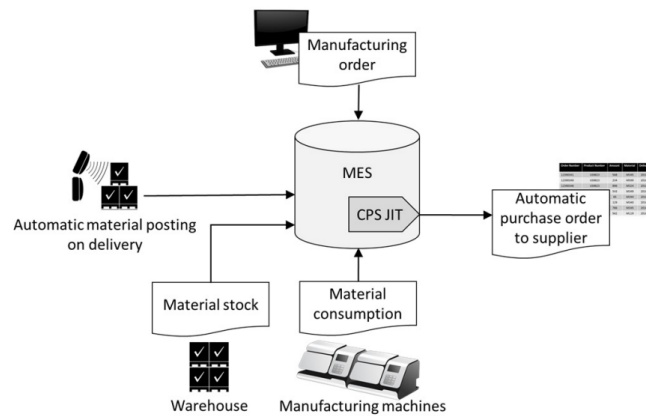 Manufacturing
order
MES
CPS JIT
Automatic
purchase order
to supplier
Automatic material posting
on delivery
Material stock
Material
consumption
Warehouse
Manufacturing machines